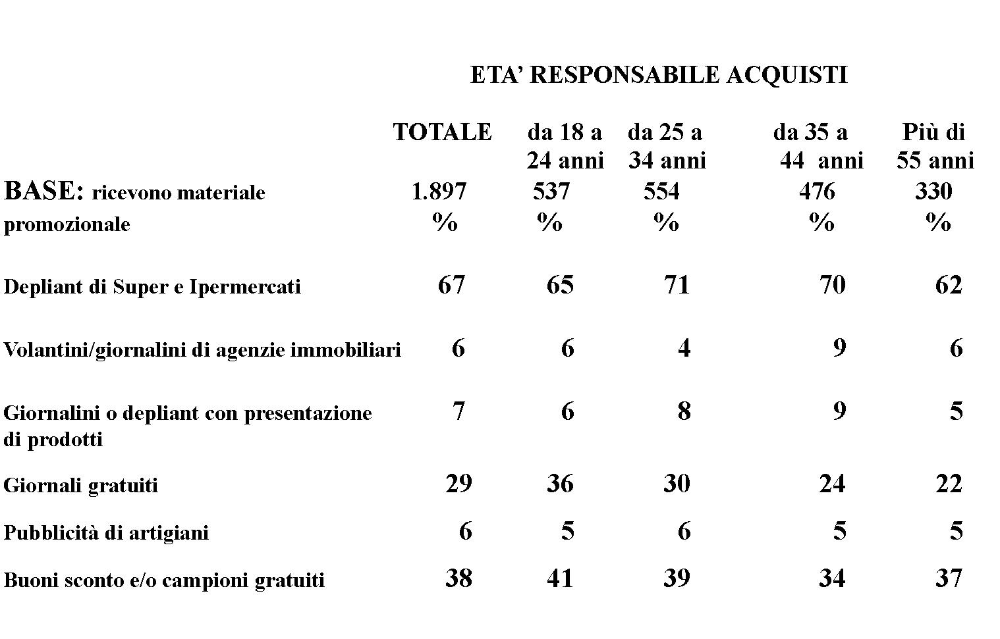 ETA’ RESPONSABILE ACQUISTI
TOTALE da 18 a da 25 a da 35 a Più di
24 anni 34 anni 44 anni 55 anni
BASE: ricevono materiale 1.897 537 554 476 330
promozionale % % % % %
Depliant di Super e Ipermercati 67 65 71 70 62
Volantini/giornalini di agenzie immobiliari 6 6 4 9 6
Giornalini o depliant con presentazione 7 6 8 9 5
di prodotti
Giornali gratuiti 29 36 30 24 22
Pubblicità di artigiani 6 5 6 5 5
Buoni sconto e/o campioni gratuiti 38 41 39 34 37